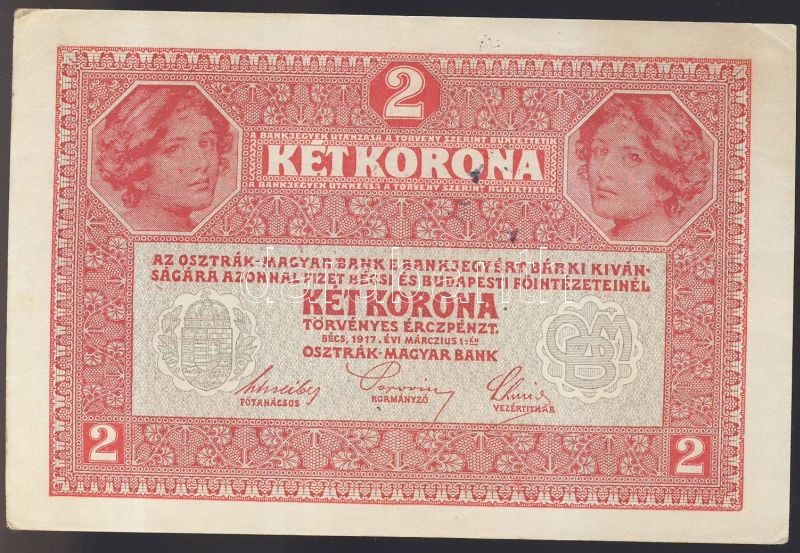 2
A BANKJEGYEK UTÁNZÁSA A TÖRVÉNY SZERINT BÜNTETTETIK
KÉT KORONA
A BANKJEGYEK UTÁNZÁSA A TÖRVÉNY SZERINT BÜNTETTETIK
AZ OSZTRÁK-MAGYAR BANK E BANKJEGYÉRT BÁRKI KIVÁN-
SÁGÁRA AZONNAL FIZET BÉCSI ÉS BUDAPESTI FŐINTÉZETEINÉL
KÉT KORONA
TÖRVÉNYES ÉRCZPÉNZT.
BÉCS, 1917. ÉVI MÁRCZIUS 1-ÉN
OSZTRÁK-MAGYAR BANK
FŐTANÁCSOS KORMÁNYZÓ VEZÉRTITKÁR
2 2